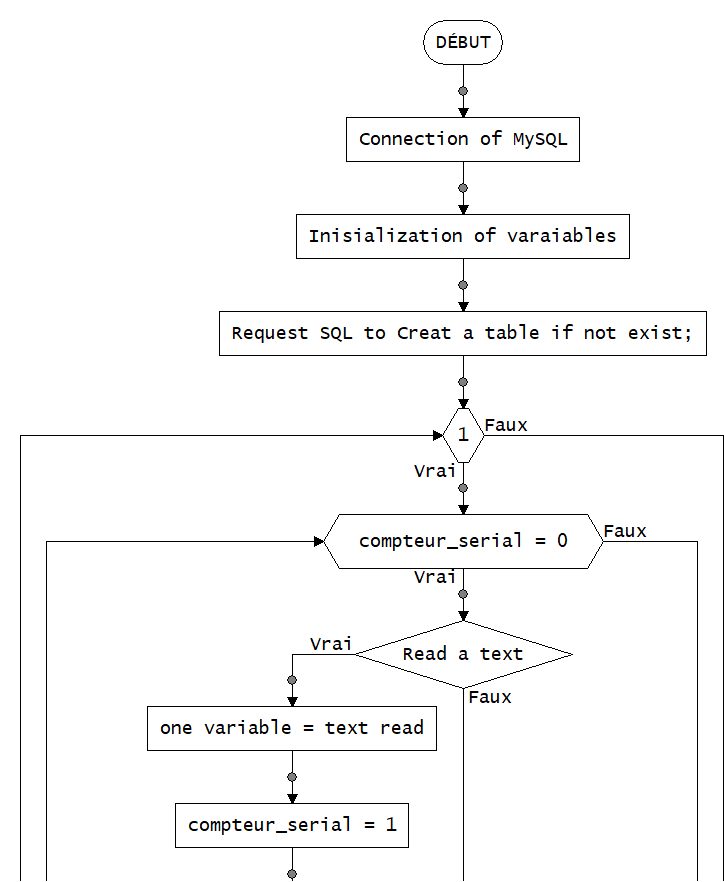 DÉBUT
Connection of MySQL
Inisialization of varaiables
Request SQL to Creat a table if not exist;
1
Faux
Vrai
compteur_serial = 0
Faux
Vrai
Read a text
Vrai
Faux
one variable = text read
compteur_serial = 1